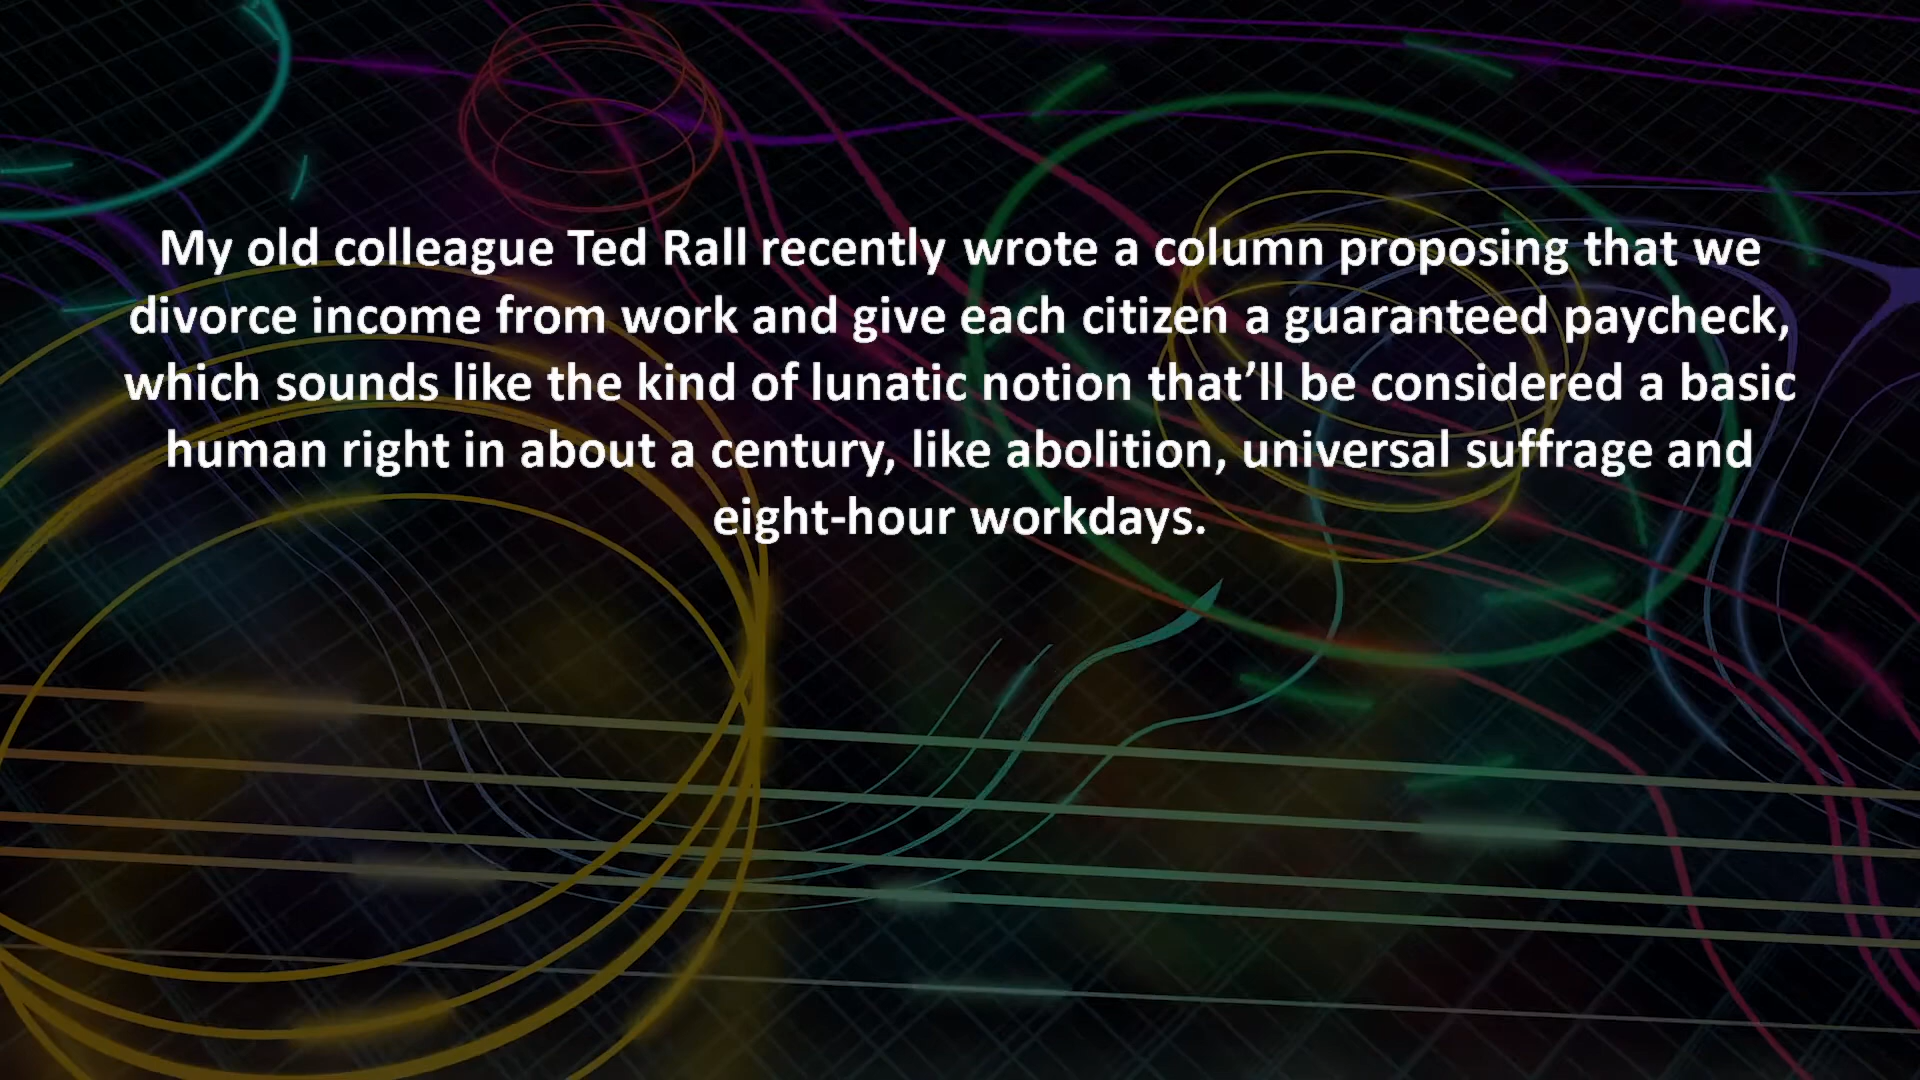 My old colleague Ted Rall recently wrote a column proposing that we
divorce income from work and give each citizen a guaranteed paycheck,
which sounds like the kind of lunatic notion that’ll be considered a basic
human right in about a century, like abolition, universal suffrage and
eight-hour workdays.